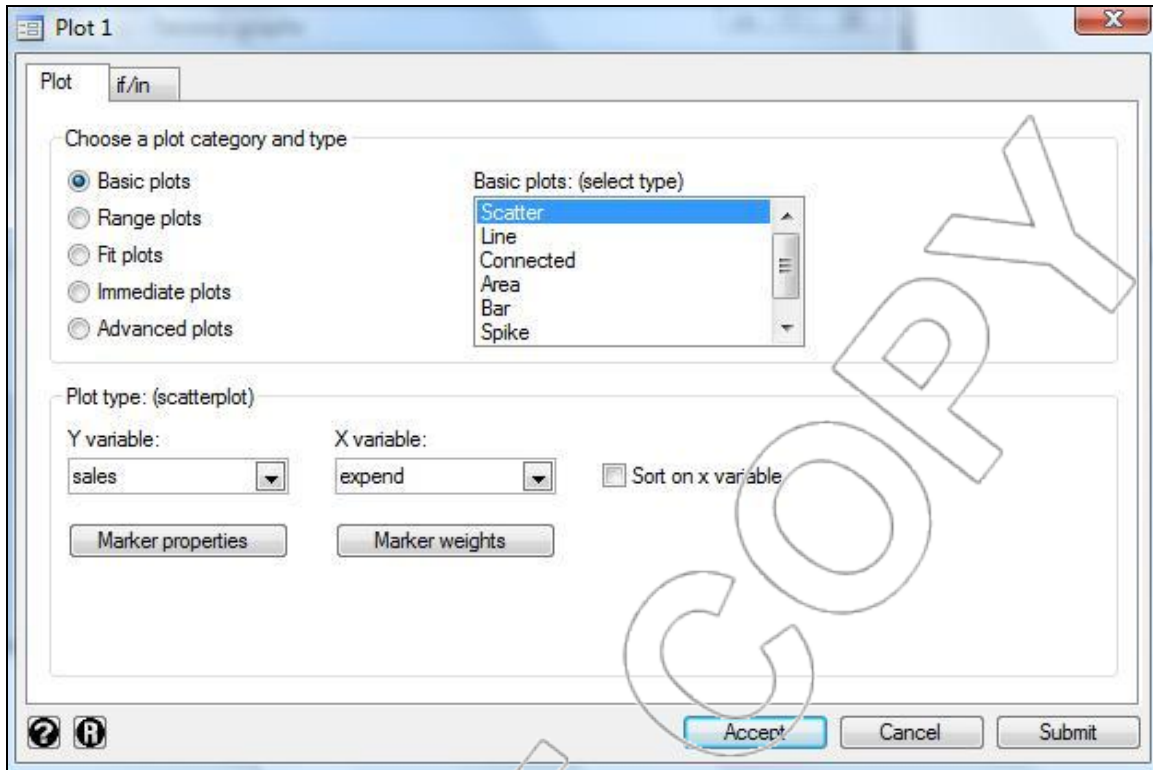 Plot 1
Plot if/in
Choose a plot category and type
Basic plots
Range plots
Fit plots
Immediate plots
Advanced plots
Basic plots: (select type)
Scatter
Line
Connected
Area
Bar
Spike
Plot type: (scatterplot)
Y variable: X variable:
sales expend Sort on x variable
Marker properties Marker weights
? R Accept Cancel Submit
COPY